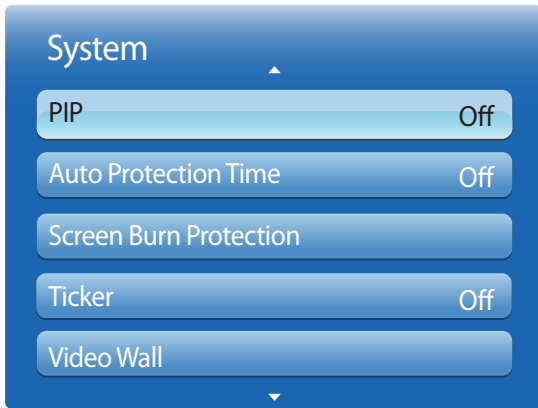 System
PIP Off
Auto Protection Time Off
Screen Burn Protection
Ticker Off
Video Wall